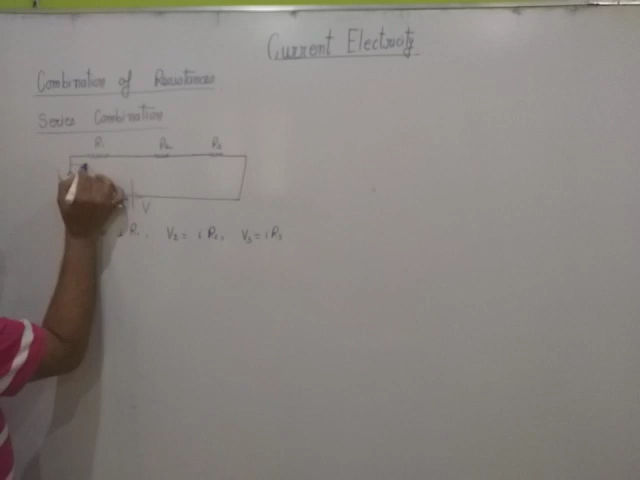 Current Electricity
Combination of Resistances
Series Combination
R₁ R₂ R₃
V
R₁, V₂ = iR₂, V₃ = iR₃